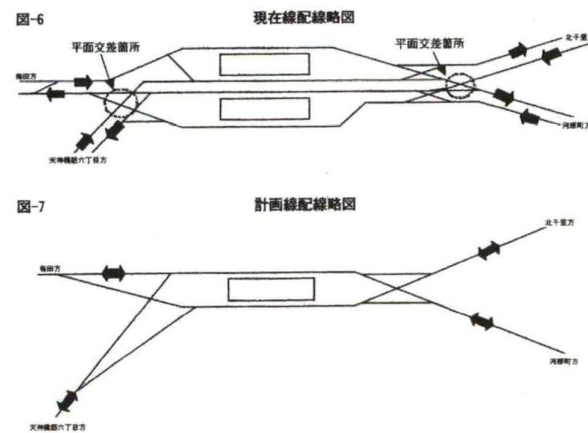 図-6
現在線配線略図
平面交差箇所
平面交差箇所
北千里方
梅田方
河原町方
天神橋筋六丁目方
図-7
計画線配線略図
北千里方
梅田方
河原町方
天神橋筋六丁目方